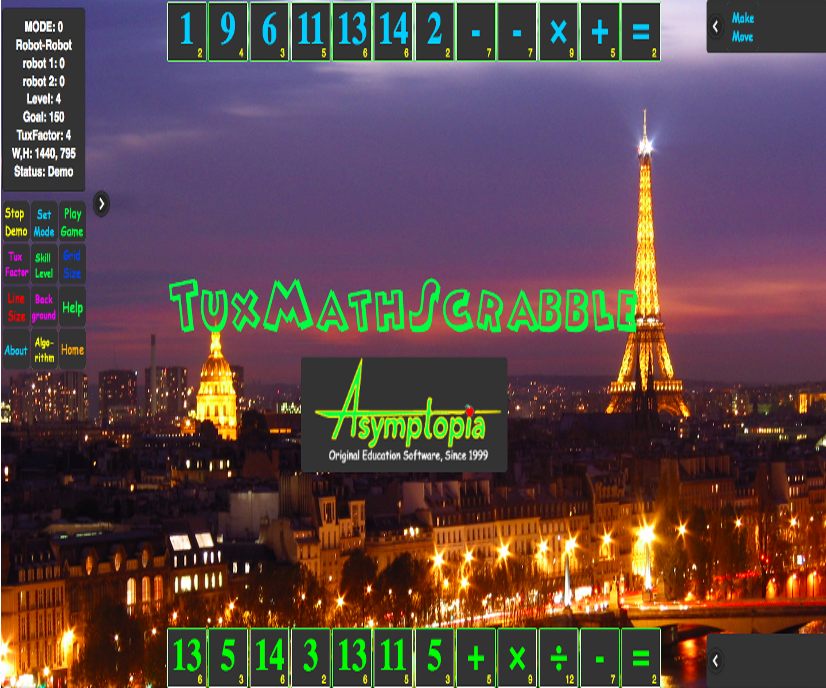 MODE: 0
Robot-Robot
robot 1: 0
robot 2: 0
Level: 4
Goal: 150
TuxFactor: 4
W,H: 1440, 795
Status: Demo
1 2 9 4 6 3 11 5 13 6 14 6 2 2 - 7 - 7 × 9 + 5 = 2
Make
Move
Stop Set Play
Demo Mode Game
Tux Skill Grid
Factor Level Size
Line Back Help
Size ground
About Algo- Home
rithm
TuxMathScrabble
Asymptopia
Original Education Software, Since 1999
13 6 5 3 14 6 3 2 13 6 11 5 5 3 + 5 × 9 ÷ 12 - 7 = 2